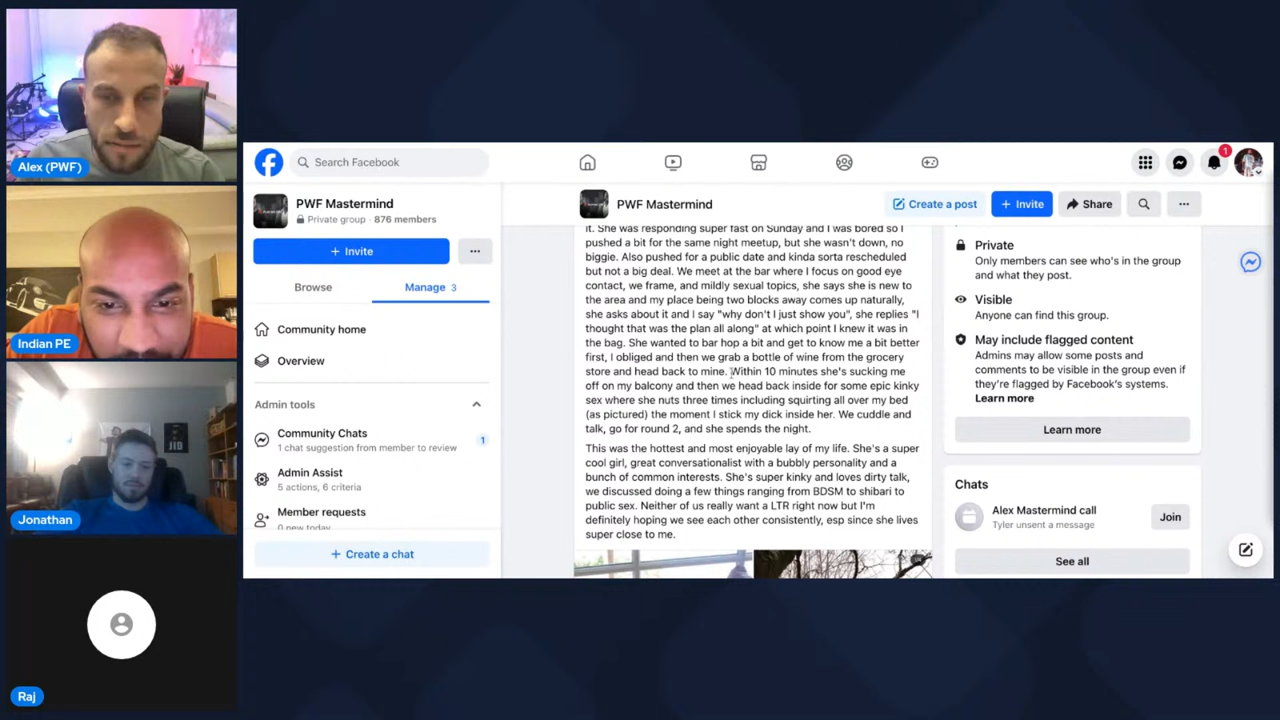 Alex (PWF)
Indian PE
Jonathan
Raj
Search Facebook
1
PWF Mastermind
Private group · 876 members
+ Invite
...
Browse
Manage 3
Community home
Overview
Admin tools
Community Chats
1 chat suggestion from member to review
1
Admin Assist
5 actions, 6 criteria
Member requests
0 new today
+ Create a chat
PWF Mastermind
Create a post
+ Invite
Share
...
it. She was responding super fast on Sunday and I was bored so I
pushed a bit for the same night meetup, but she wasn't down, no
biggie. Also pushed for a public date and kinda sorta rescheduled
but not a big deal. We meet at the bar where I focus on good eye
contact, we frame, and mildly sexual topics, she says she is new to
the area and my place being two blocks away comes up naturally,
she asks about it and I say "why don't I just show you", she replies "I
thought that was the plan all along" at which point I knew it was in
the bag. She wanted to bar hop a bit and get to know me a bit better
first, I obliged and then we grab a bottle of wine from the grocery
store and head back to mine. Within 10 minutes she's sucking me
off on my balcony and then we head back inside for some epic kinky
sex where she nuts three times including squirting all over my bed
(as pictured) the moment I stick my dick inside her. We cuddle and
talk, go for round 2, and she spends the night.
This was the hottest and most enjoyable lay of my life. She's a super
cool girl, great conversationalist with a bubbly personality and a
bunch of common interests. She's super kinky and loves dirty talk,
we discussed doing a few things ranging from BDSM to shibari to
public sex. Neither of us really want a LTR right now but I'm
definitely hoping we see each other consistently, esp since she lives
super close to me.
Private
Only members can see who's in the group
and what they post.
Visible
Anyone can find this group.
May include flagged content
Admins may allow some posts and
comments to be visible in the group even if
they're flagged by Facebook's systems.
Learn more
Learn more
Chats
Alex Mastermind call
Tyler unsent a message
Join
See all